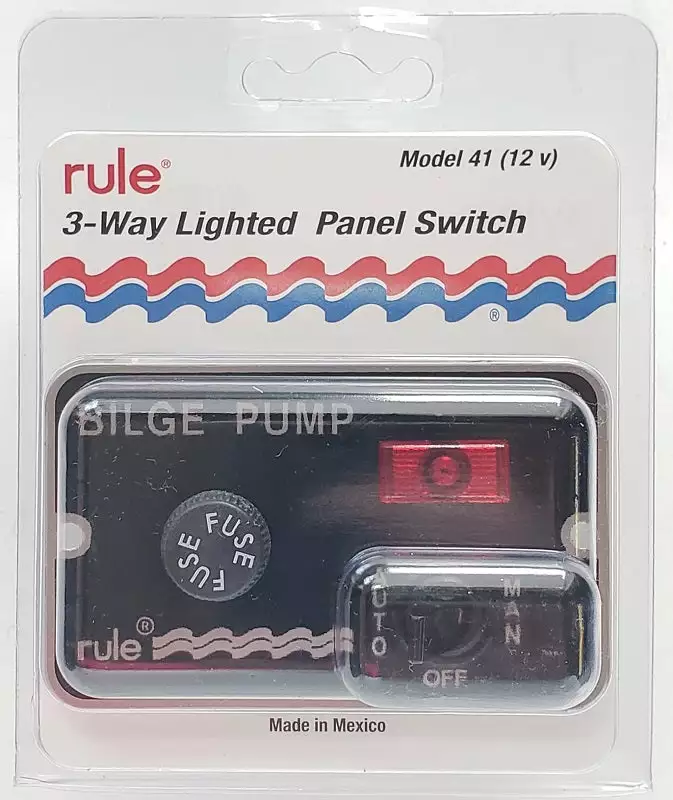 rule®
Model 41 (12 v)
3-Way Lighted Panel Switch
®
BILGE PUMP
FUSE
FUSE
AUTO
MAN
OFF
rule®
Made in Mexico